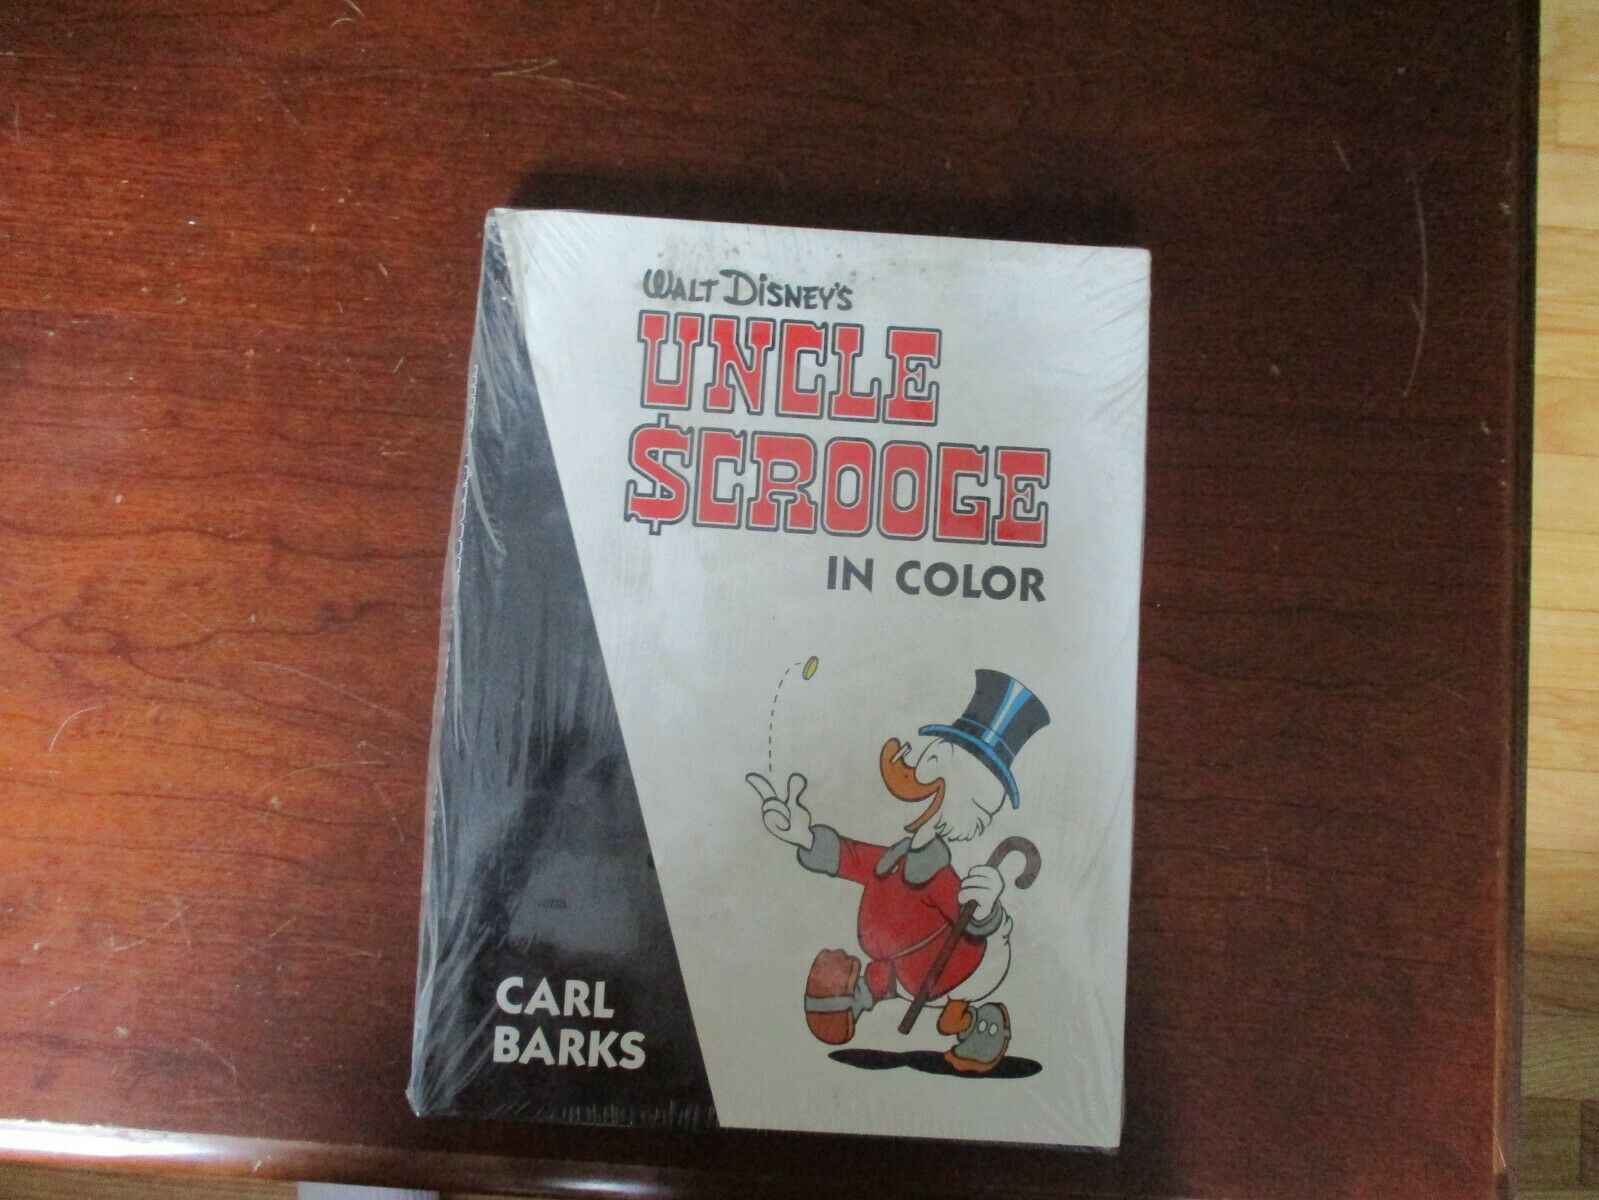 WALT DISNEY'S
UNCLE
$CROOGE
IN COLOR
CARL
BARKS